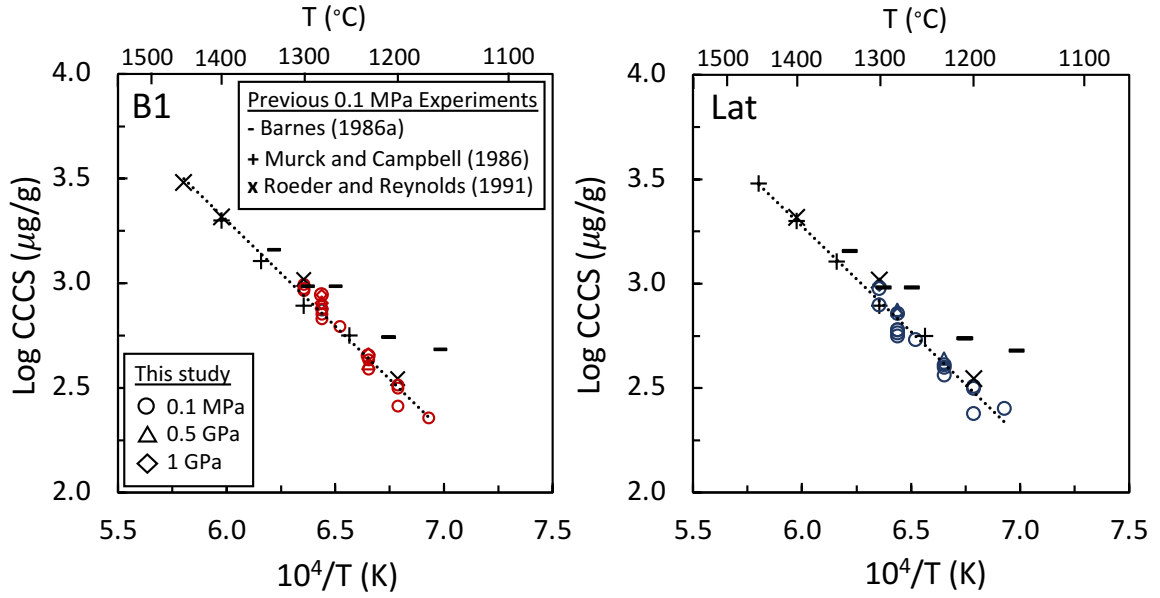 T (°C)
1500 1400 1300 1200 1100
4.0
3.5
3.0
2.5
2.0
Log CCCS (µg/g)
B1
Previous 0.1 MPa Experiments
- Barnes (1986a)
+ Murck and Campbell (1986)
x Roeder and Reynolds (1991)
This study
0.1 MPa
0.5 GPa
1 GPa
5.5 6.0 6.5 7.0 7.5
10⁴/T (K)
T (°C)
1500 1400 1300 1200 1100
4.0
3.5
3.0
2.5
2.0
Log CCCS (µg/g)
Lat
5.5 6.0 6.5 7.0 7.5
10⁴/T (K)